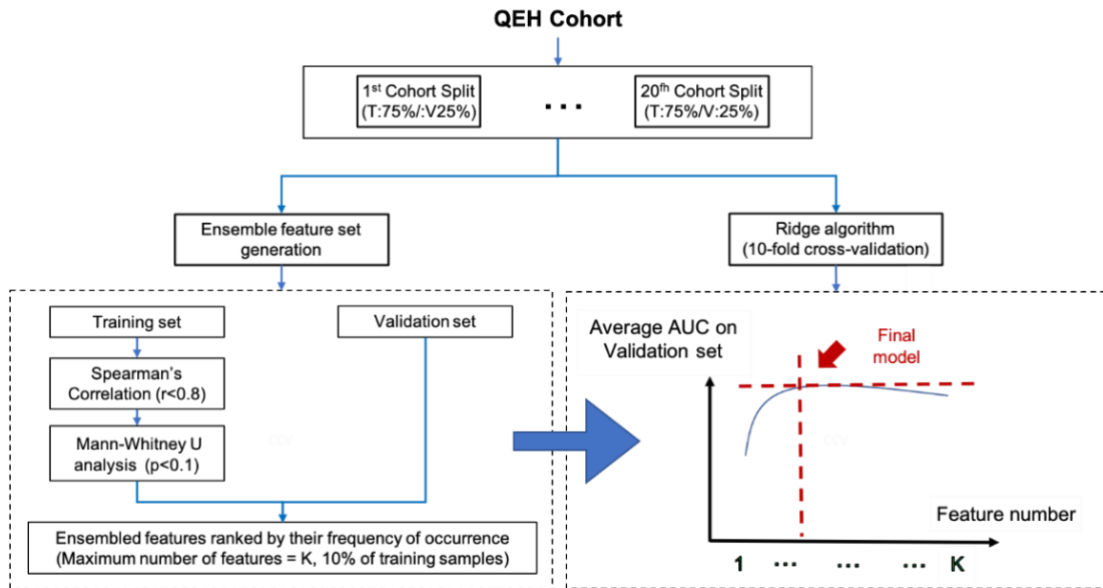 QEH Cohort
1st Cohort Split
(T:75%/:V25%)
...
20fh Cohort Split
(T:75%/V:25%)
Ensemble feature set
generation
Ridge algorithm
(10-fold cross-validation)
Training set
Validation set
Spearman's
Correlation (r<0.8)
Mann-Whitney U
analysis (p<0.1)
Ensembled features ranked by their frequency of occurrence
(Maximum number of features = K, 10% of training samples)
Average AUC on
Validation set
Final
model
Feature number
1 ... ... ... ... K